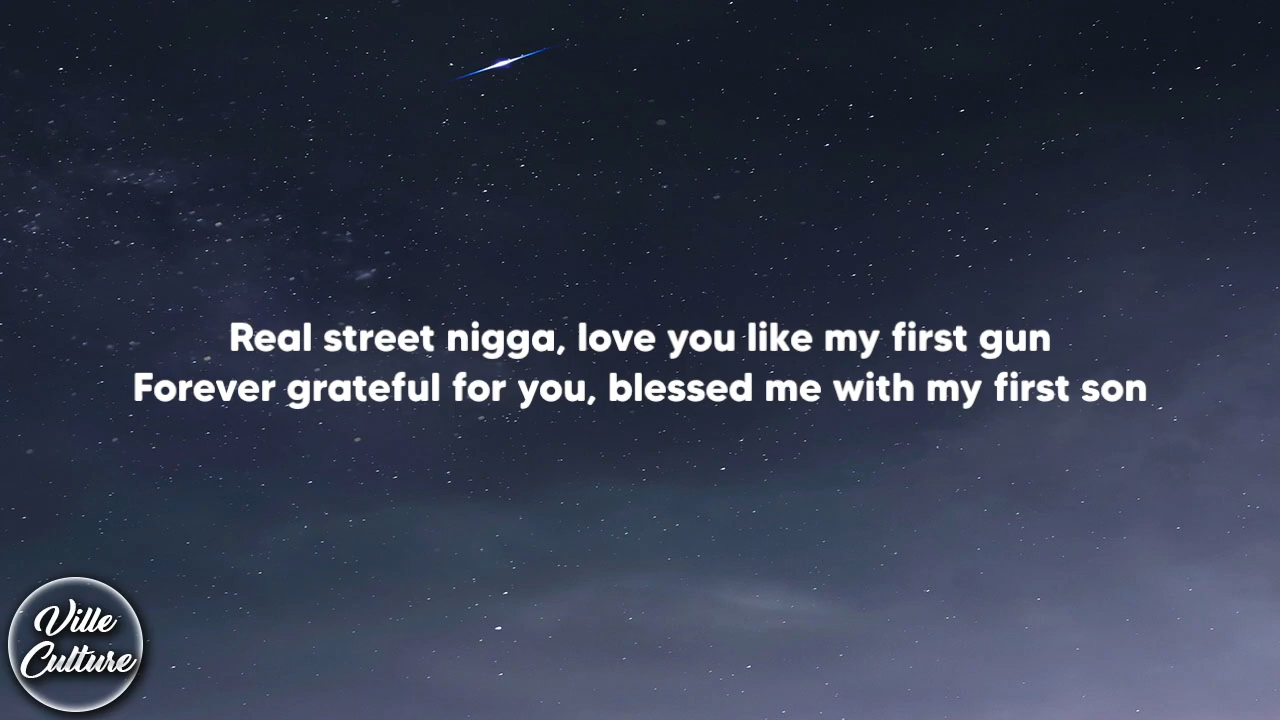 Real street nigga, love you like my first gun
Forever grateful for you, blessed me with my first son
Ville
Culture